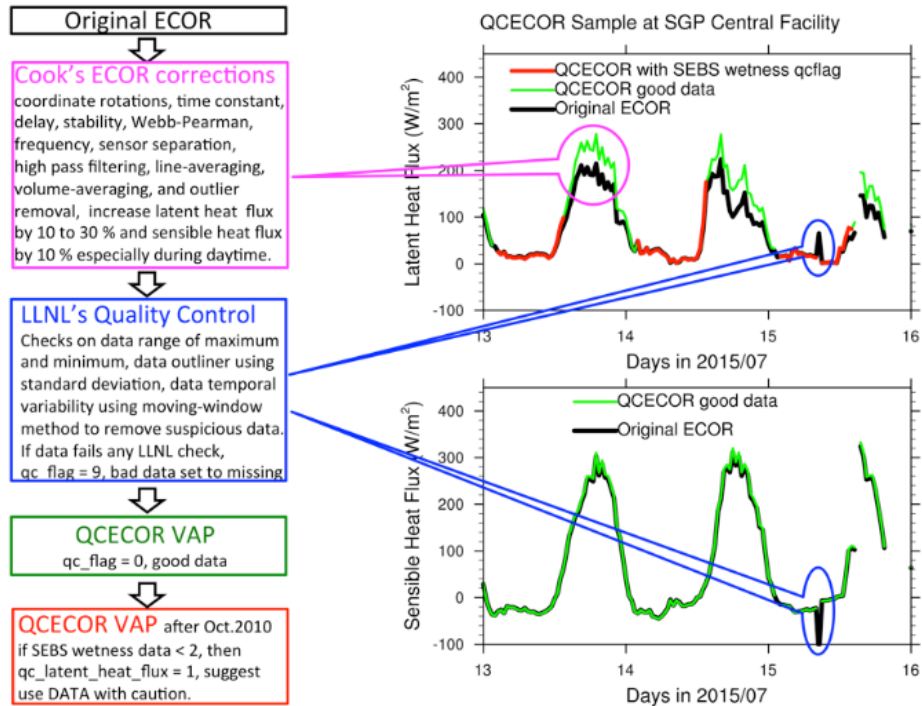 Original ECOR
Cook's ECOR corrections
coordinate rotations, time constant,
delay, stability, Webb-Pearman,
frequency, sensor separation,
high pass filtering, line-averaging,
volume-averaging, and outlier
removal, increase latent heat flux
by 10 to 30 % and sensible heat flux
by 10 % especially during daytime.
LLNL's Quality Control
Checks on data range of maximum
and minimum, data outliner using
standard deviation, data temporal
variability using moving-window
method to remove suspicious data.
If data fails any LLNL check,
qc_flag = 9, bad data set to missing
QCECOR VAP
qc_flag = 0, good data
QCECOR VAP after Oct.2010
if SEBS wetness data < 2, then
qc_latent_heat_flux = 1, suggest
use DATA with caution.
QCECOR Sample at SGP Central Facility
QCECOR with SEBS wetness qcflag
QCECOR good data
Original ECOR
Latent Heat Flux (W/m²)
400
300
200
100
0
-100
13 14 15 16
Days in 2015/07
QCECOR good data
Original ECOR
Sensible Heat Flux (W/m²)
400
300
200
100
0
-100
13 14 15 16
Days in 2015/07